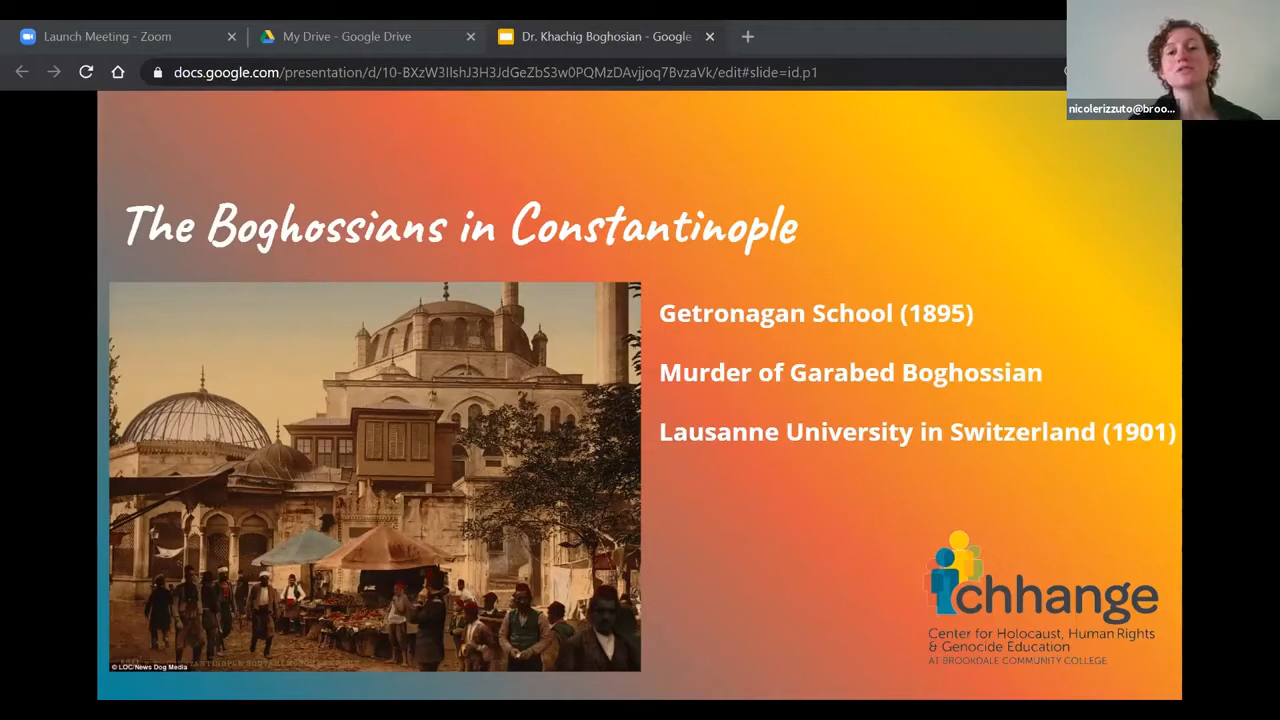 Launch Meeting - Zoom
My Drive - Google Drive
Dr. Khachig Boghosian - Google
docs.google.com/presentation/d/10-BXzW3IlshJ3H3JdGeZbS3w0PQMzDAvjjoq7BvzaVk/edit#slide=id.p1
nicolerizzuto@broo...
The Boghossians in Constantinople
Getronagan School (1895)
Murder of Garabed Boghossian
Lausanne University in Switzerland (1901)
© LOC/News Dog Media
chhange
Center for Holocaust, Human Rights
& Genocide Education
AT BROOKDALE COMMUNITY COLLEGE